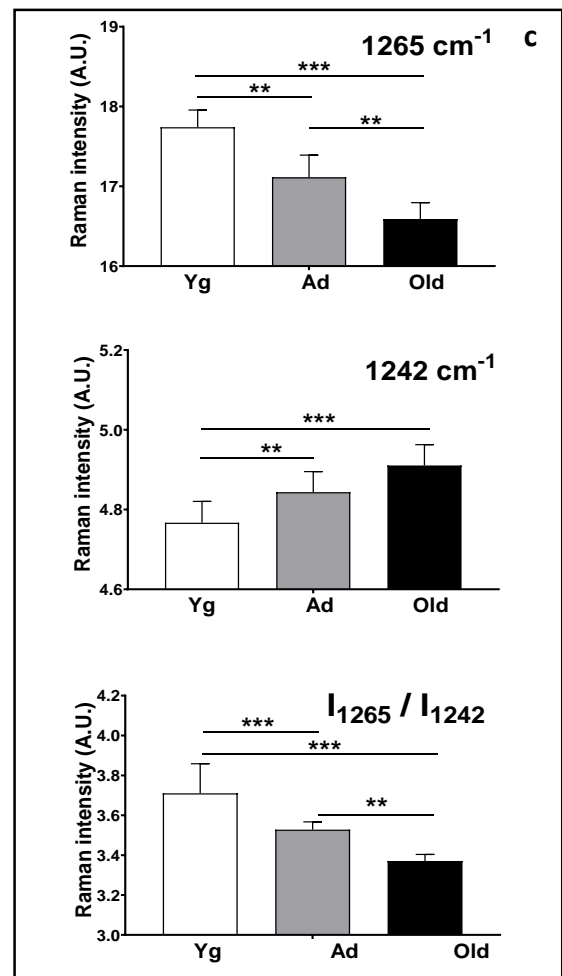 c
1265 cm⁻¹
Raman intensity (A.U.)
18
17
16
***
**
**
Yg Ad Old
1242 cm⁻¹
Raman intensity (A.U.)
5.2
5.0
4.8
4.6
***
**
Yg Ad Old
I₁₂₆₅ / I₁₂₄₂
Raman intensity (A.U.)
4.2
4.0
3.8
3.6
3.4
3.2
3.0
***
***
**
Yg Ad Old